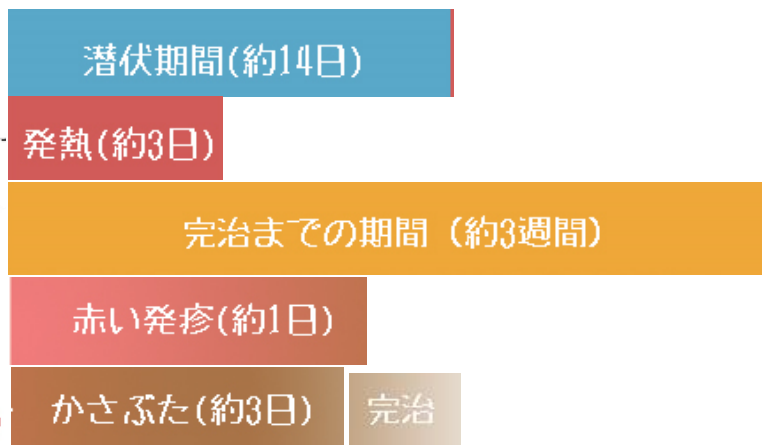 潜伏期間(約14日)
発熱(約3日)
完治までの期間（約3週間）
赤い発疹(約1日)
かさぶた(約3日) 完治